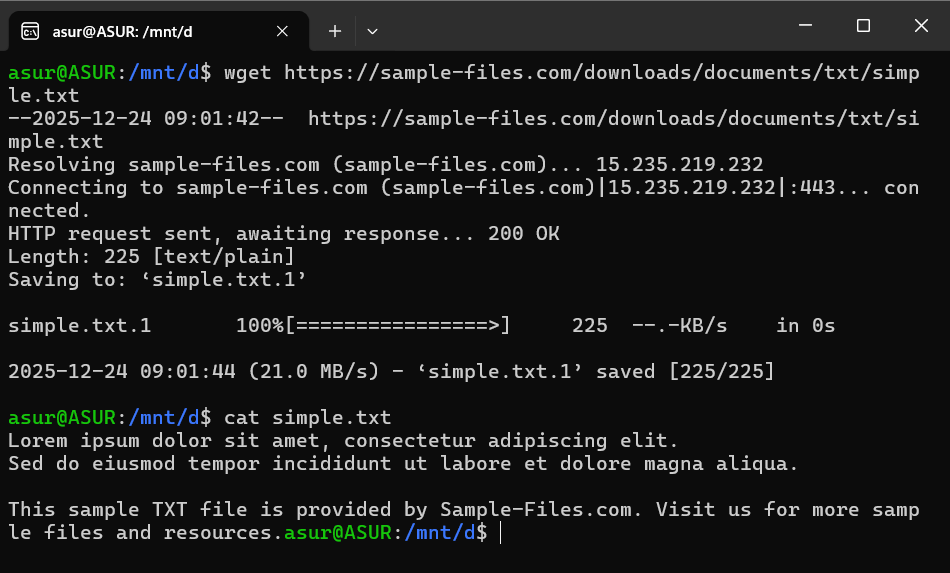 asur@ASUR: /mnt/d
asur@ASUR:/mnt/d$ wget https://sample-files.com/downloads/documents/txt/simp
le.txt
--2025-12-24 09:01:42--  https://sample-files.com/downloads/documents/txt/si
mple.txt
Resolving sample-files.com (sample-files.com)... 15.235.219.232
Connecting to sample-files.com (sample-files.com)|15.235.219.232|:443... con
nected.
HTTP request sent, awaiting response... 200 OK
Length: 225 [text/plain]
Saving to: ‘simple.txt.1’
simple.txt.1       100%[================>]     225  --.-KB/s    in 0s
2025-12-24 09:01:44 (21.0 MB/s) - ‘simple.txt.1’ saved [225/225]
asur@ASUR:/mnt/d$ cat simple.txt
Lorem ipsum dolor sit amet, consectetur adipiscing elit.
Sed do eiusmod tempor incididunt ut labore et dolore magna aliqua.
This sample TXT file is provided by Sample-Files.com. Visit us for more samp
le files and resources.asur@ASUR:/mnt/d$